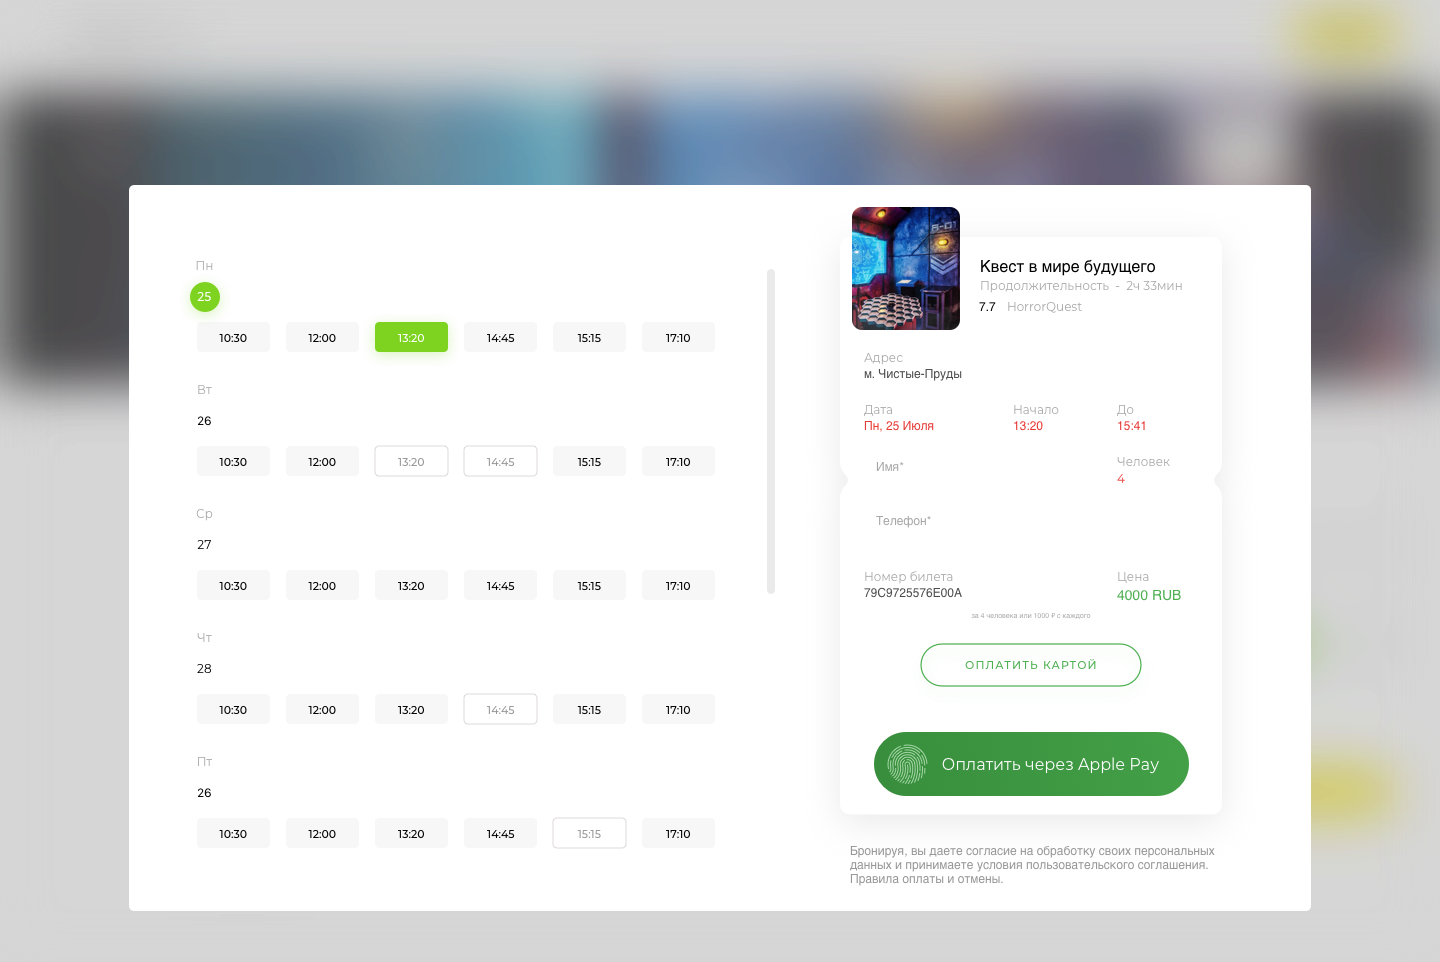 Пн
25
10:30 12:00 13:20 14:45 15:15 17:10
Вт
26
10:30 12:00 13:20 14:45 15:15 17:10
Ср
27
10:30 12:00 13:20 14:45 15:15 17:10
Чт
28
10:30 12:00 13:20 14:45 15:15 17:10
Пт
26
10:30 12:00 13:20 14:45 15:15 17:10
Квест в мире будущего
Продолжительность - 2ч 33мин
7.7 HorrorQuest
Адрес
м. Чистые-Пруды
Дата Начало До
Пн, 25 Июля 13:20 15:41
Имя* Человек
4
Телефон*
Номер билета Цена
79C9725576E00A 4000 RUB
за 4 человека или 1000 ₽ с каждого
ОПЛАТИТЬ КАРТОЙ
Оплатить через Apple Pay
Бронируя, вы даете согласие на обработку своих персональных
данных и принимаете условия пользовательского соглашения.
Правила оплаты и отмены.